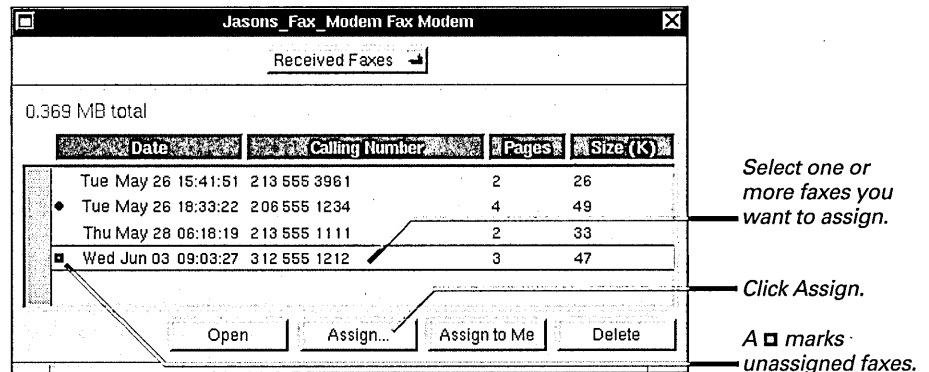 Jasons_Fax_Modem Fax Modem
Received Faxes
0.369 MB total
Date Calling Number Pages Size (K)
Tue May 26 15:41:51 213 555 3961 2 26
Tue May 26 18:33:22 206 555 1234 4 49
Thu May 28 06:18:19 213 555 1111 2 33
Wed Jun 03 09:03:27 312 555 1212 3 47
Open Assign... Assign to Me Delete
Select one or
more faxes you
want to assign.
Click Assign.
A marks
unassigned faxes.